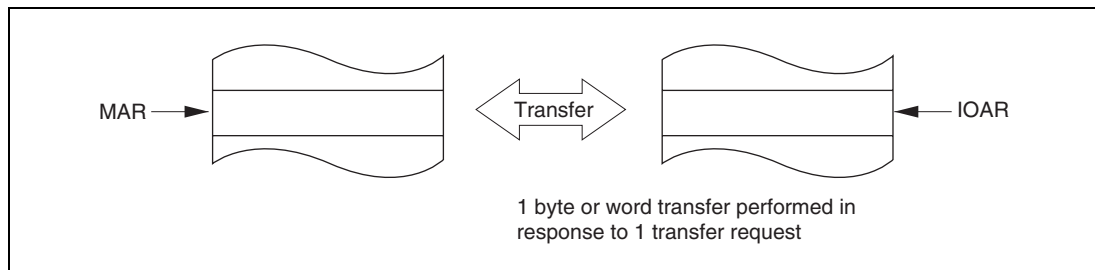 MAR
Transfer
IOAR
1 byte or word transfer performed in
response to 1 transfer request